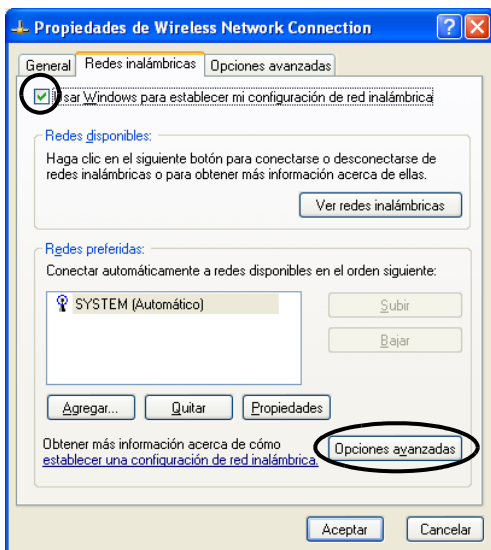 Propiedades de Wireless Network Connection
General Redes inalámbricas Opciones avanzadas
Usar Windows para establecer mi configuración de red inalámbrica
Redes disponibles:
Haga clic en el siguiente botón para conectarse o desconectarse de
redes inalámbricas o para obtener más información acerca de ellas.
Ver redes inalámbricas
Redes preferidas:
Conectar automáticamente a redes disponibles en el orden siguiente:
SYSTEM (Automático)
Subir
Bajar
Agregar... Quitar Propiedades
Obtener más información acerca de cómo
establecer una configuración de red inalámbrica.
Opciones avanzadas
Aceptar Cancelar